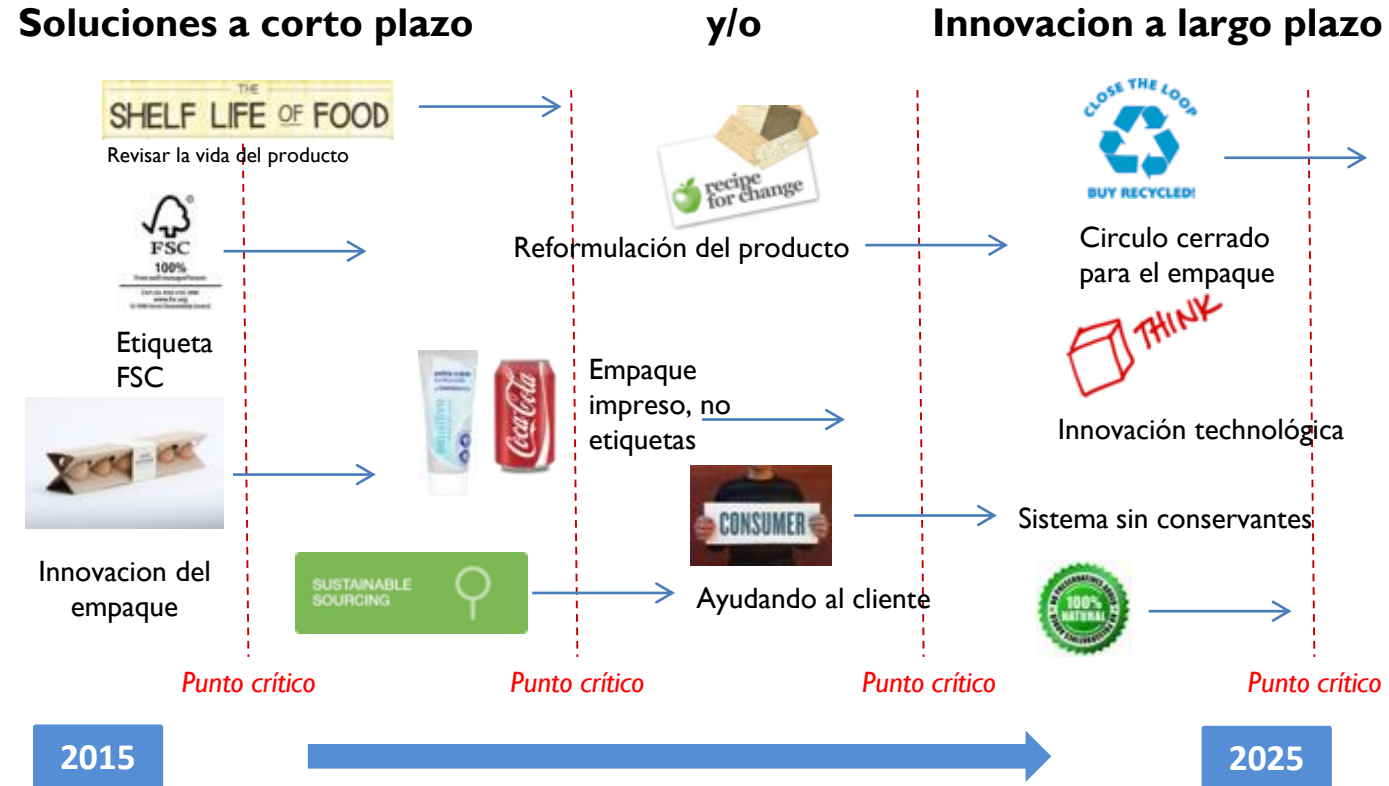 Soluciones a corto plazo
y/o
Innovacion a largo plazo
THE
SHELF LIFE OF FOOD
Revisar la vida del producto
FSC
100%
www.fsc.org
Etiqueta
FSC
Innovacion del
empaque
recipe
for change
Reformulación del producto
Coca-Cola
Empaque
impreso, no
etiquetas
SUSTAINABLE
SOURCING
CONSUMER
Ayudando al cliente
CLOSE THE LOOP
BUY RECYCLED!
Circulo cerrado
para el empaque
THINK
Innovación technológica
Sistema sin conservantes
100%
NATURAL
Punto crítico
Punto crítico
Punto crítico
Punto crítico
2015
2025